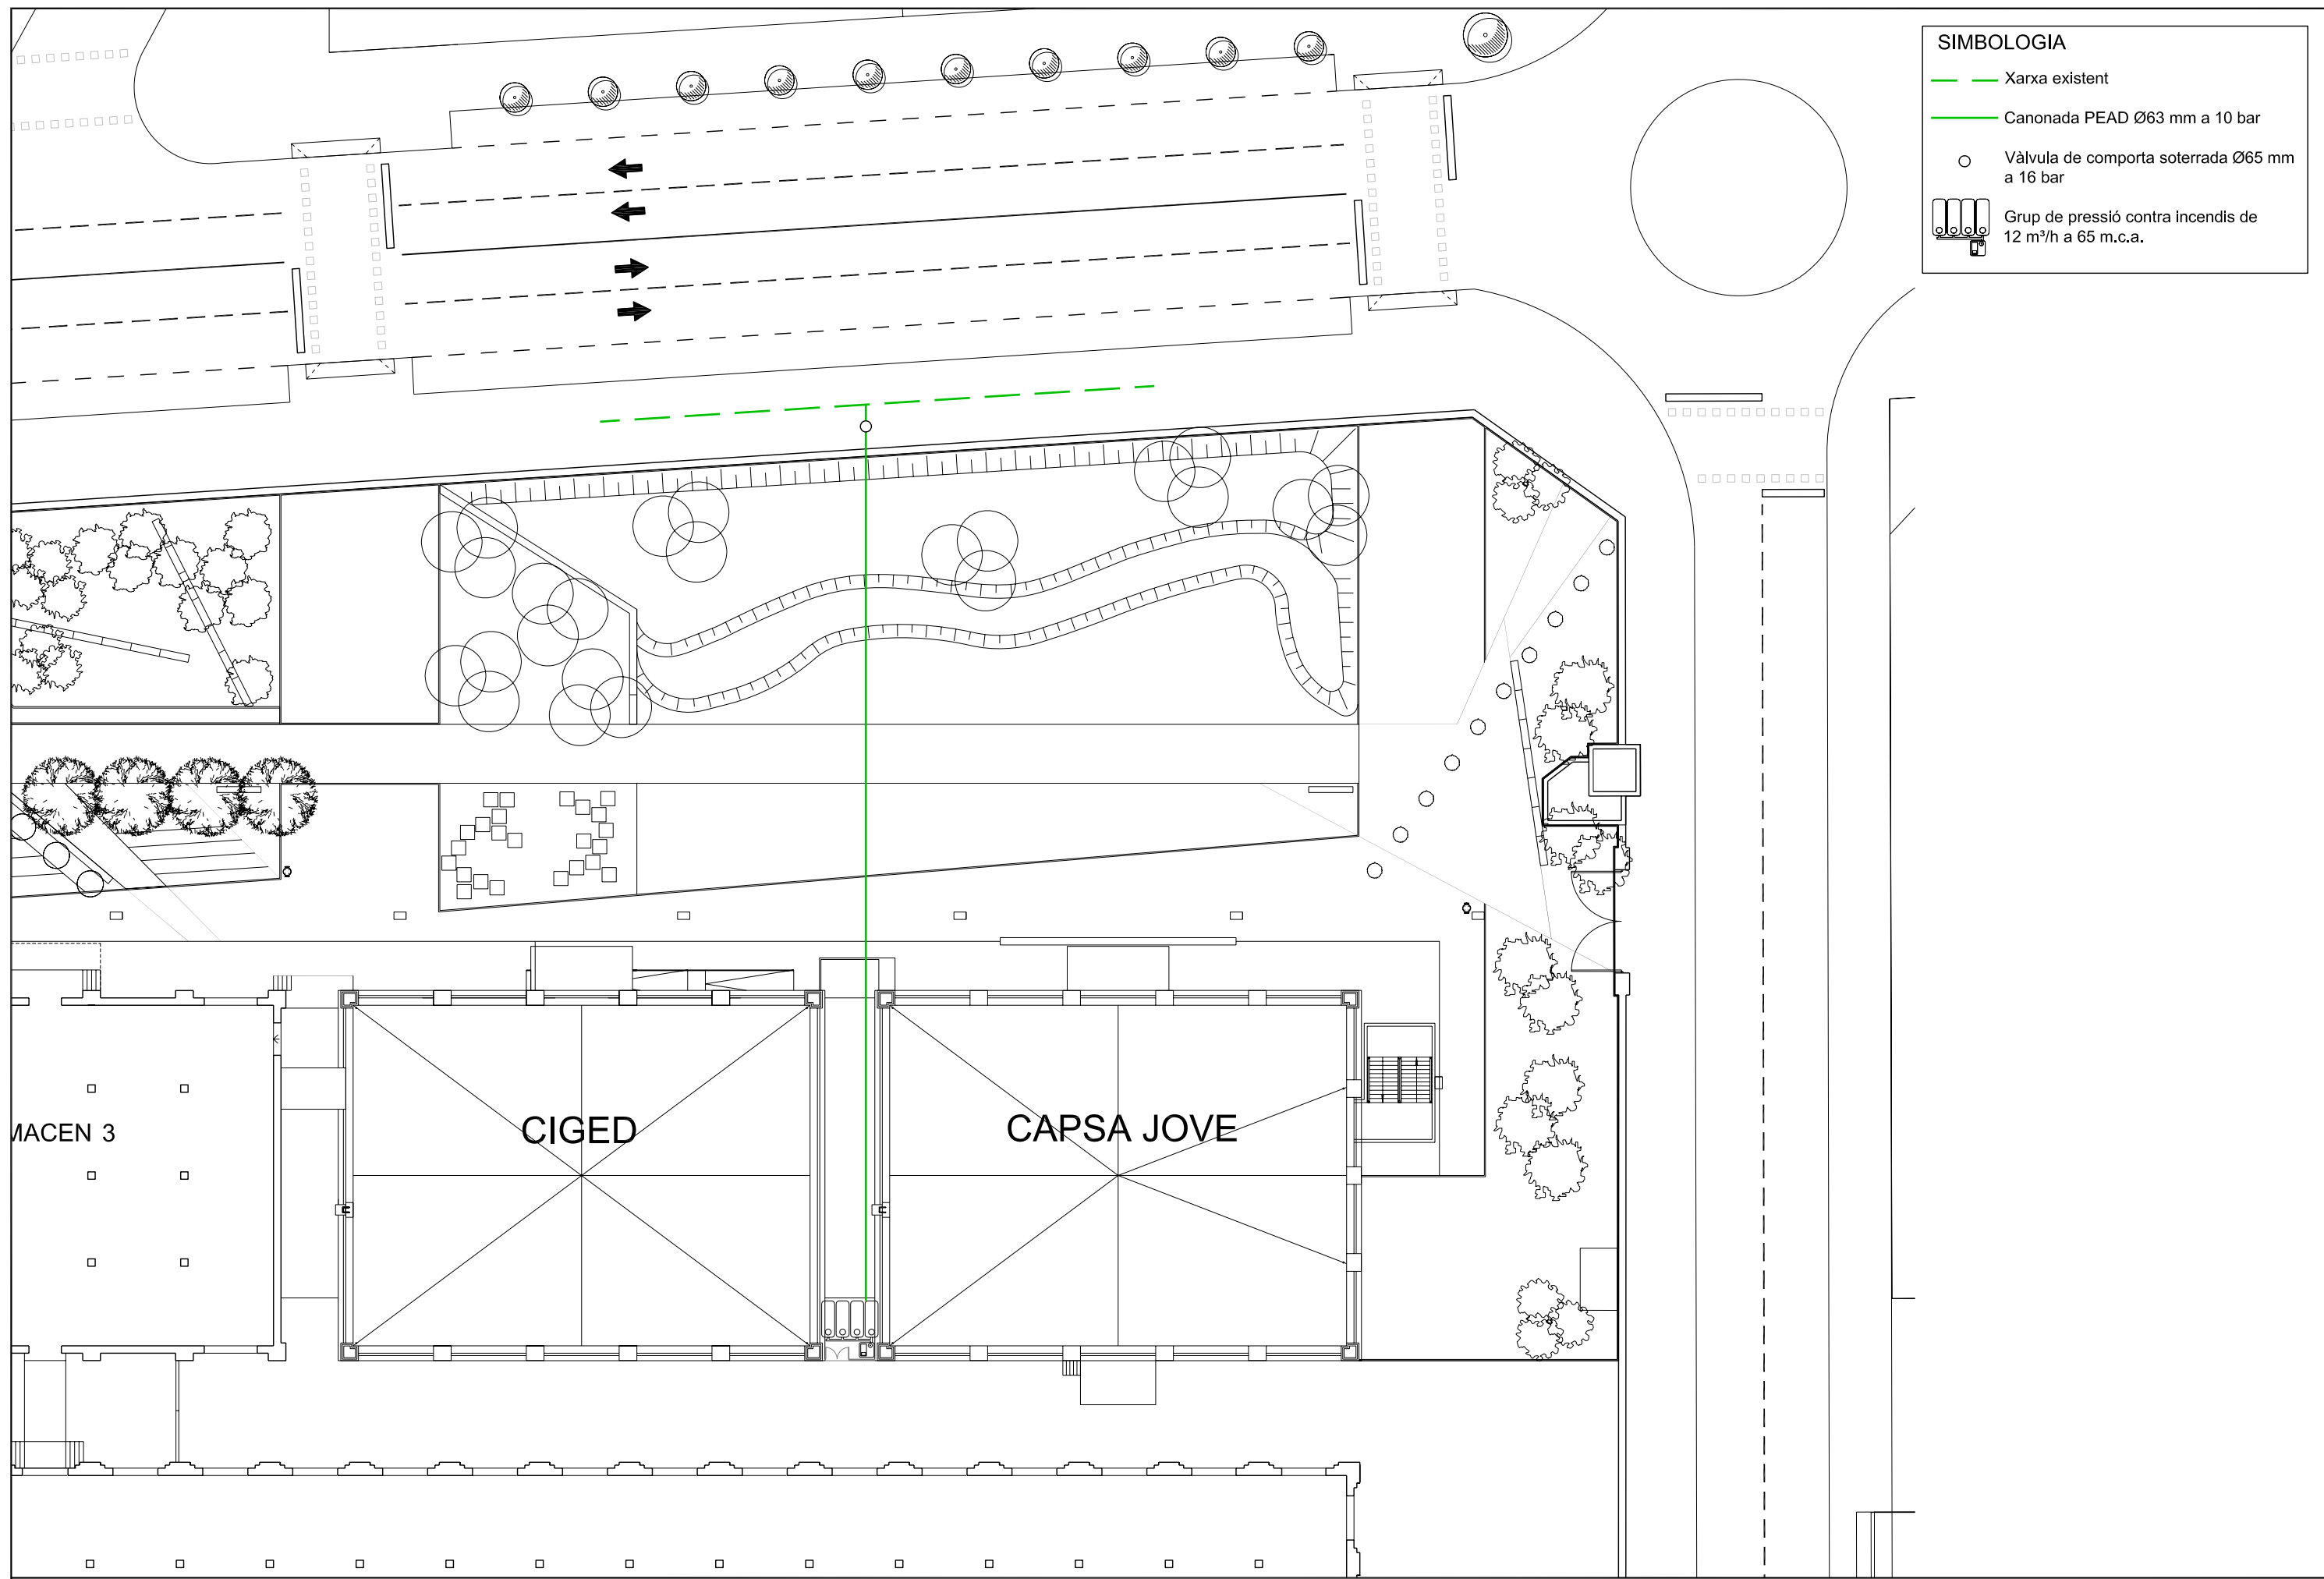 SIMBOLOGIA
Xarxa existent
Canonada PEAD Ø63 mm a 10 bar
Vàlvula de comporta soterrada Ø65 mm
a 16 bar
Grup de pressió contra incendis de
12 m³/h a 65 m.c.a.
CIGED
CAPSA JOVE
MACEN 3